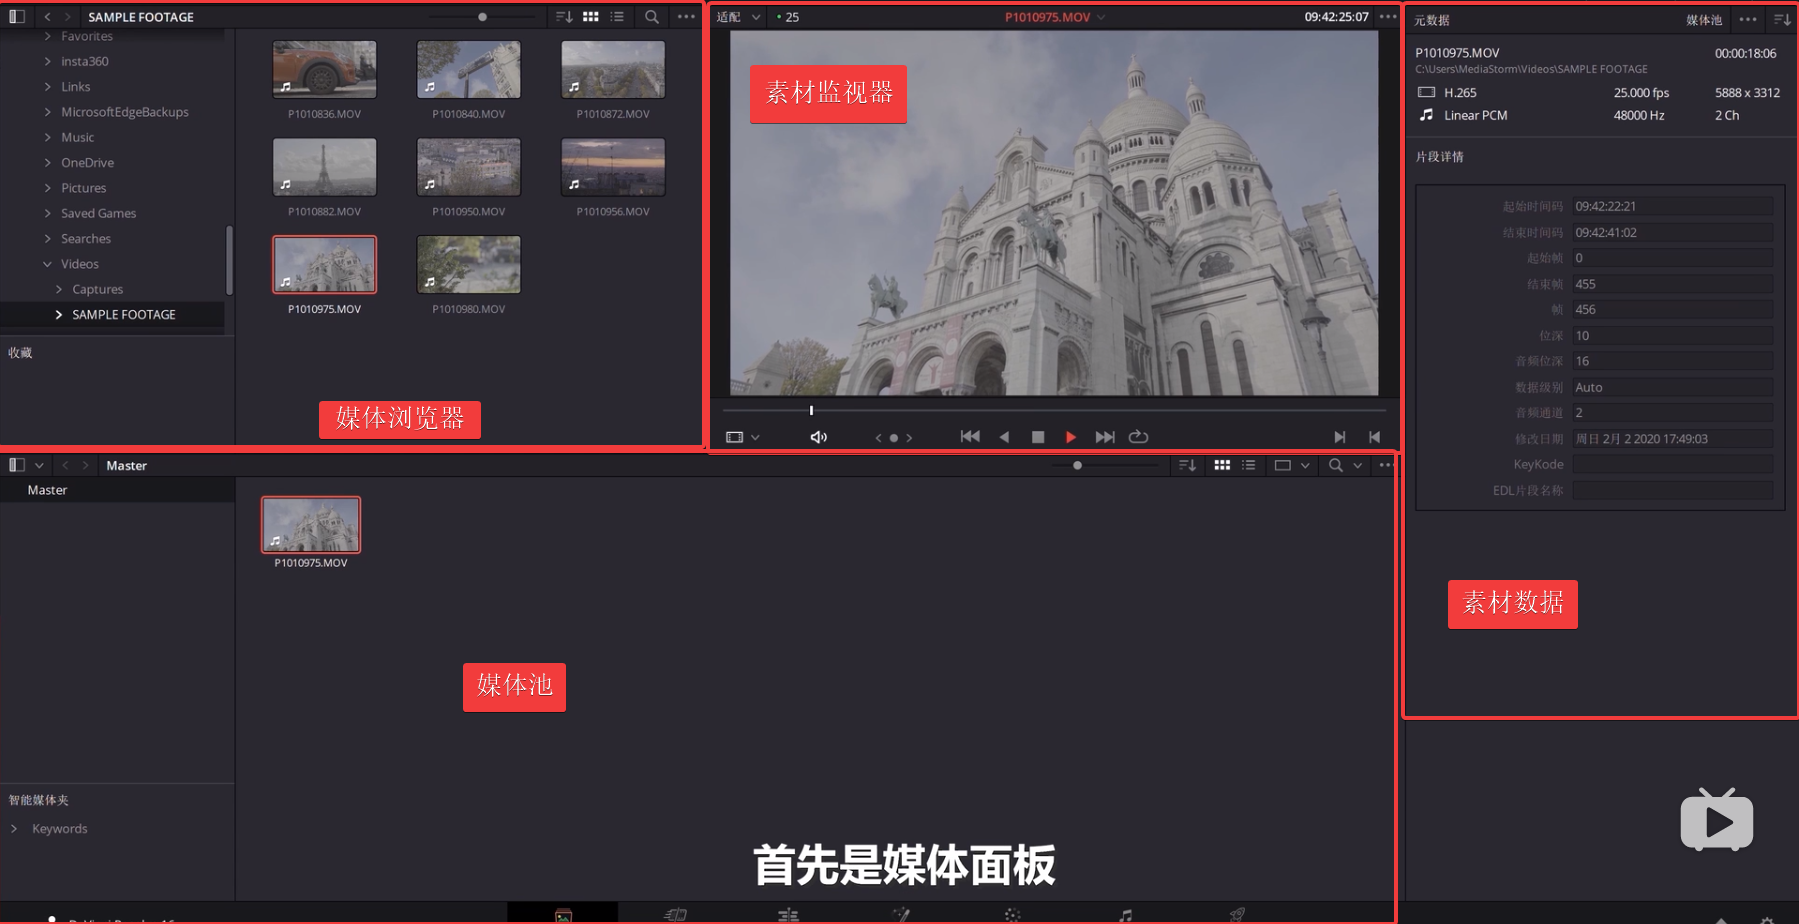 SAMPLE FOOTAGE
Favorites
insta360
Links
MicrosoftEdgeBackups
Music
OneDrive
Pictures
Saved Games
Searches
Videos
Captures
SAMPLE FOOTAGE
收藏
P1010836.MOV
P1010840.MOV
P1010872.MOV
P1010882.MOV
P1010950.MOV
P1010956.MOV
P1010975.MOV
P1010980.MOV
媒体浏览器
适配
25
P1010975.MOV
09:42:25:07
素材监视器
元数据
媒体池
P1010975.MOV
00:00:18:06
C:\Users\MediaStorm\Videos\SAMPLE FOOTAGE
H.265
25.000 fps
5888 x 3312
Linear PCM
48000 Hz
2 Ch
片段详情
起始时间码 09:42:22:21
结束时间码 09:42:41:02
起始帧 0
结束帧 455
帧 456
位深 10
音频位深 16
数据级别 Auto
音频通道 2
修改日期 周日 2月 2 2020 17:49:03
KeyKode
EDL片段名称
素材数据
Master
Master
P1010975.MOV
媒体池
智能媒体夹
Keywords
首先是媒体面板